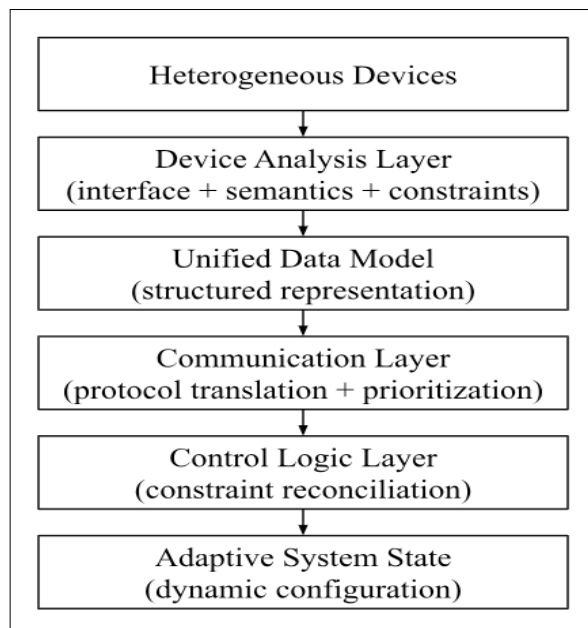 Heterogeneous Devices
Device Analysis Layer
(interface + semantics + constraints)
Unified Data Model
(structured representation)
Communication Layer
(protocol translation + prioritization)
Control Logic Layer
(constraint reconciliation)
Adaptive System State
(dynamic configuration)